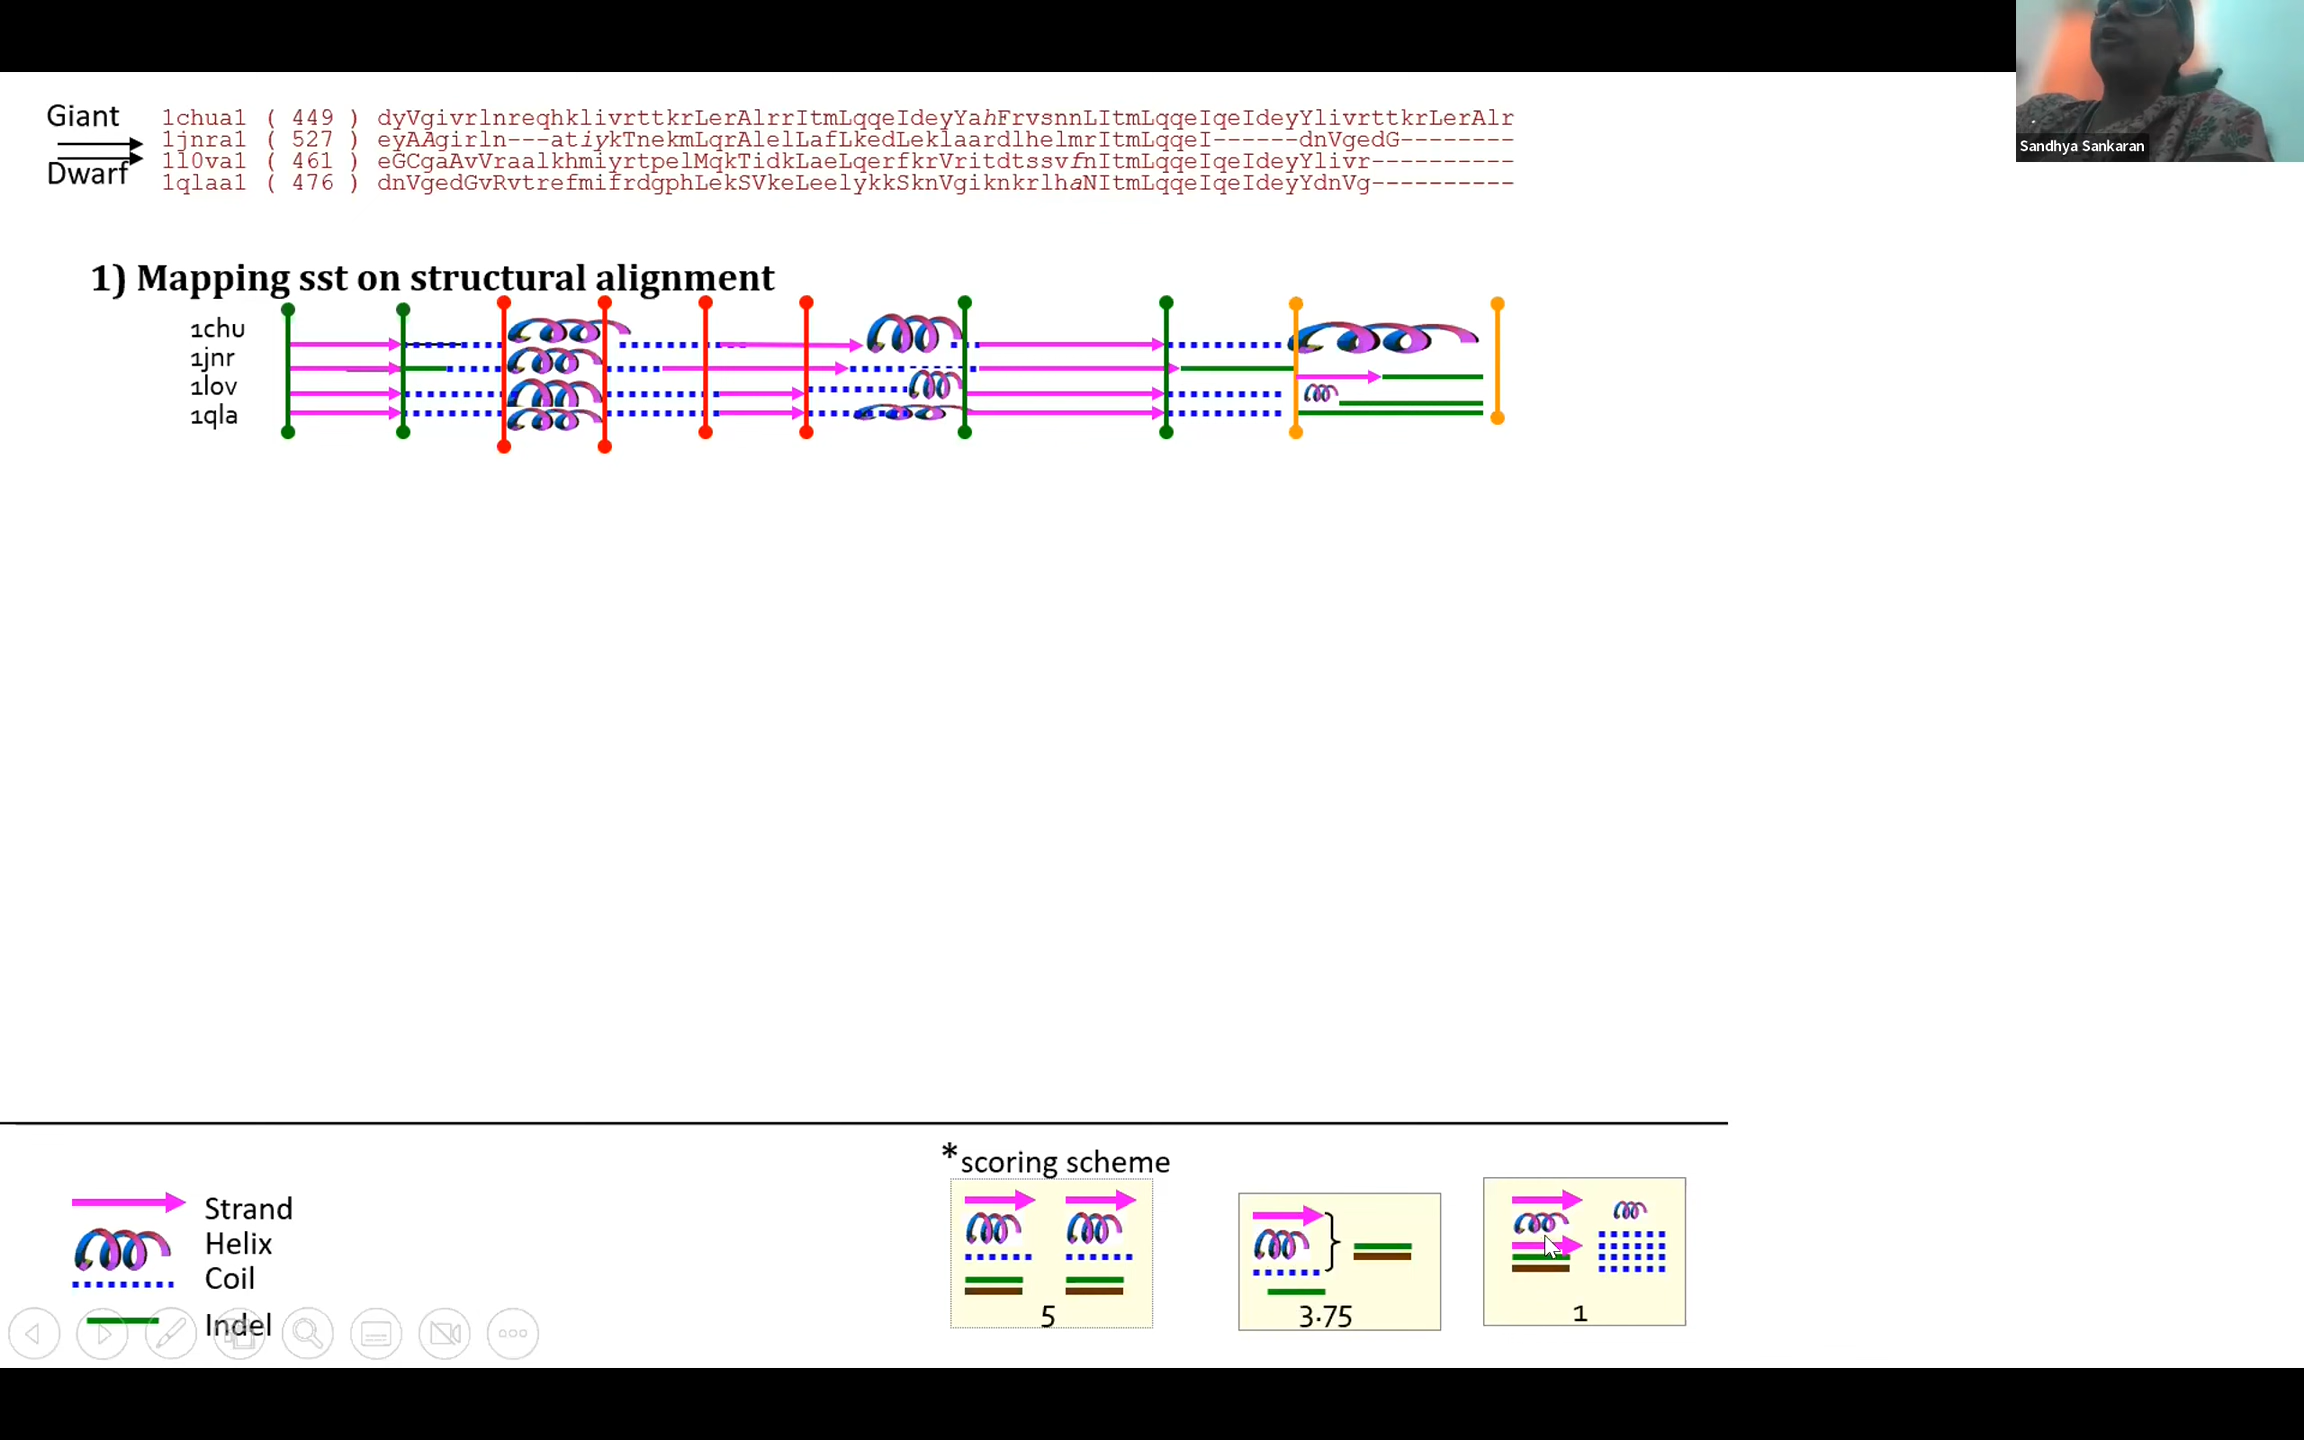 Giant
1chua1 ( 449 ) dyVgivrlnreqhklivrttkrLerAlrrItmLqqeIdeyYahFrvsnnLItmLqqeIqeIdeyYlivrttkrLerAlr
1jnra1 ( 527 ) eyAAgirln---atiykTnekmLqrAlelLafLkedLeklaardlhelmrItmLqqeI------dnVgedG--------
1l0va1 ( 461 ) eGCgaAvVraalkhmiyrtpelMqkTidkLaeLqerfkrVritdtssvfnItmLqqeIqeIdeyYlivr----------
Dwarf
1qlaa1 ( 476 ) dnVgedGvRvtrefmifrdgphLekSVkeLeelykkSknVgiknkrlhaNItmLqqeIqeIdeyYdnVg----------
Sandhya Sankaran
1) Mapping sst on structural alignment
1chu
1jnr
1lov
1qla
*scoring scheme
Strand
Helix
Coil
Indel
5
3.75
1